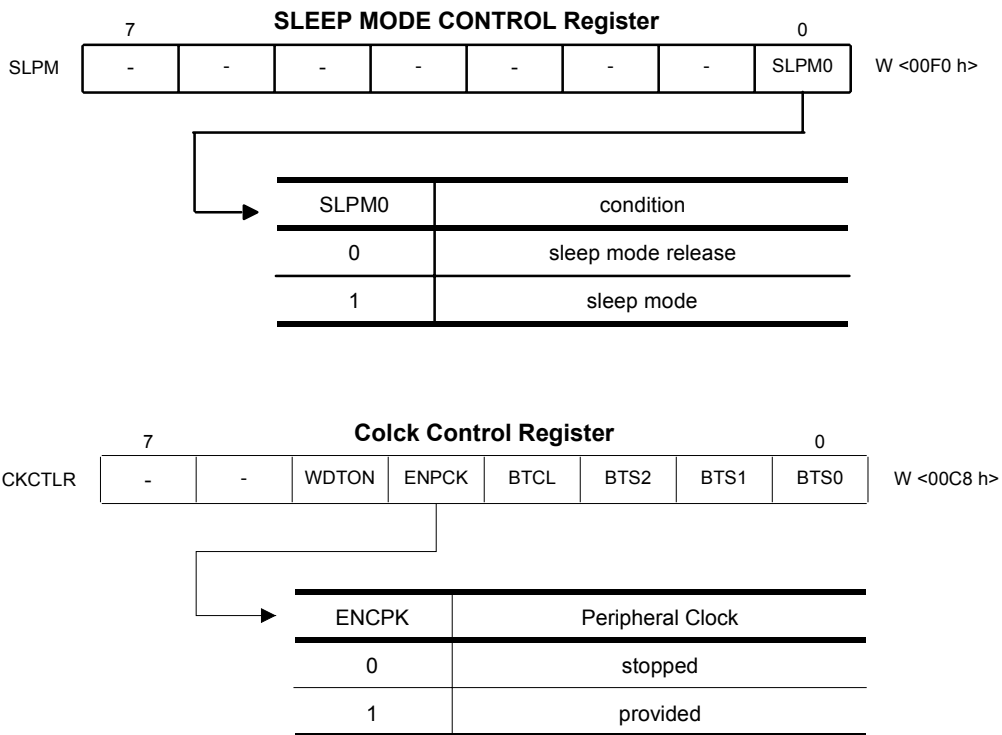 SLEEP MODE CONTROL Register
7 0
SLPM - - - - - - - SLPM0 W <00F0 h>
SLPM0 condition
0 sleep mode release
1 sleep mode
Colck Control Register
7 0
CKCTLR - - WDTON ENPCK BTCL BTS2 BTS1 BTS0 W <00C8 h>
ENCPK Peripheral Clock
0 stopped
1 provided